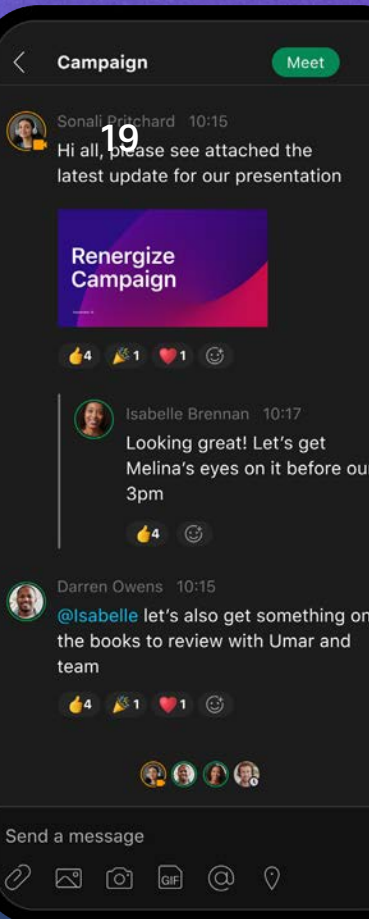 Campaign
Meet
Sonali Pritchard 10:15
19
Hi all, please see attached the
latest update for our presentation
Renergize
Campaign
4
1
1
Isabelle Brennan 10:17
Looking great! Let's get
Melina's eyes on it before our
3pm
4
Darren Owens 10:15
@Isabelle let's also get something on
the books to review with Umar and
team
4
1
1
Send a message
GIF